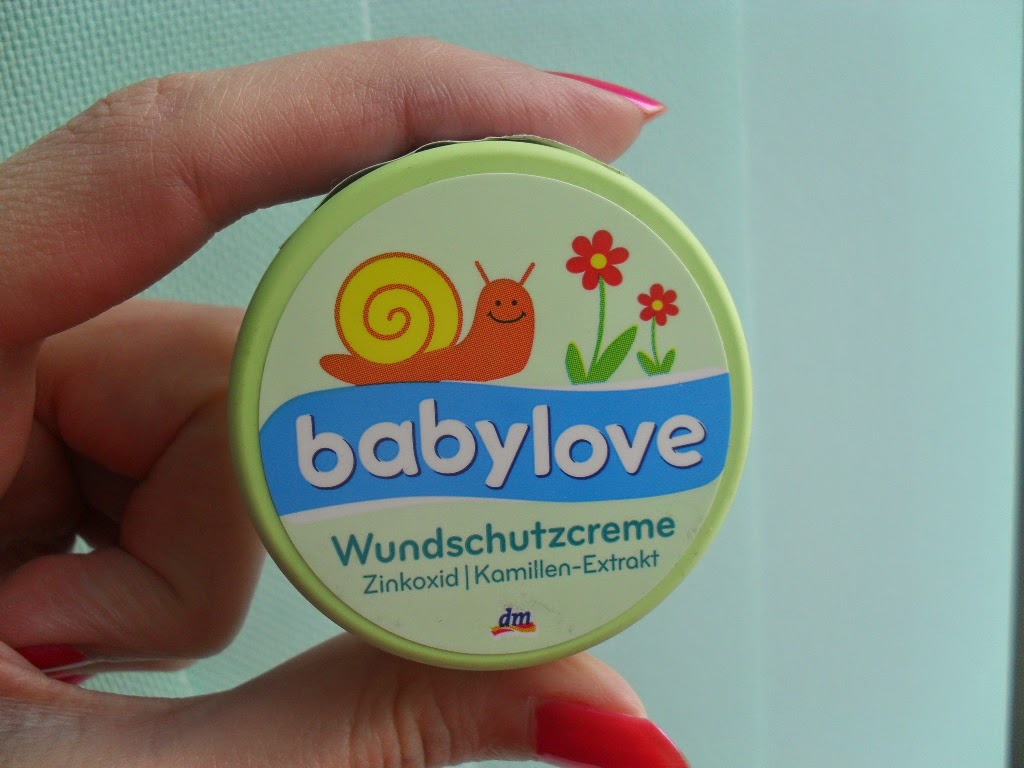 babylove
Wundschutzcreme
Zinkoxid | Kamillen-Extrakt
dm